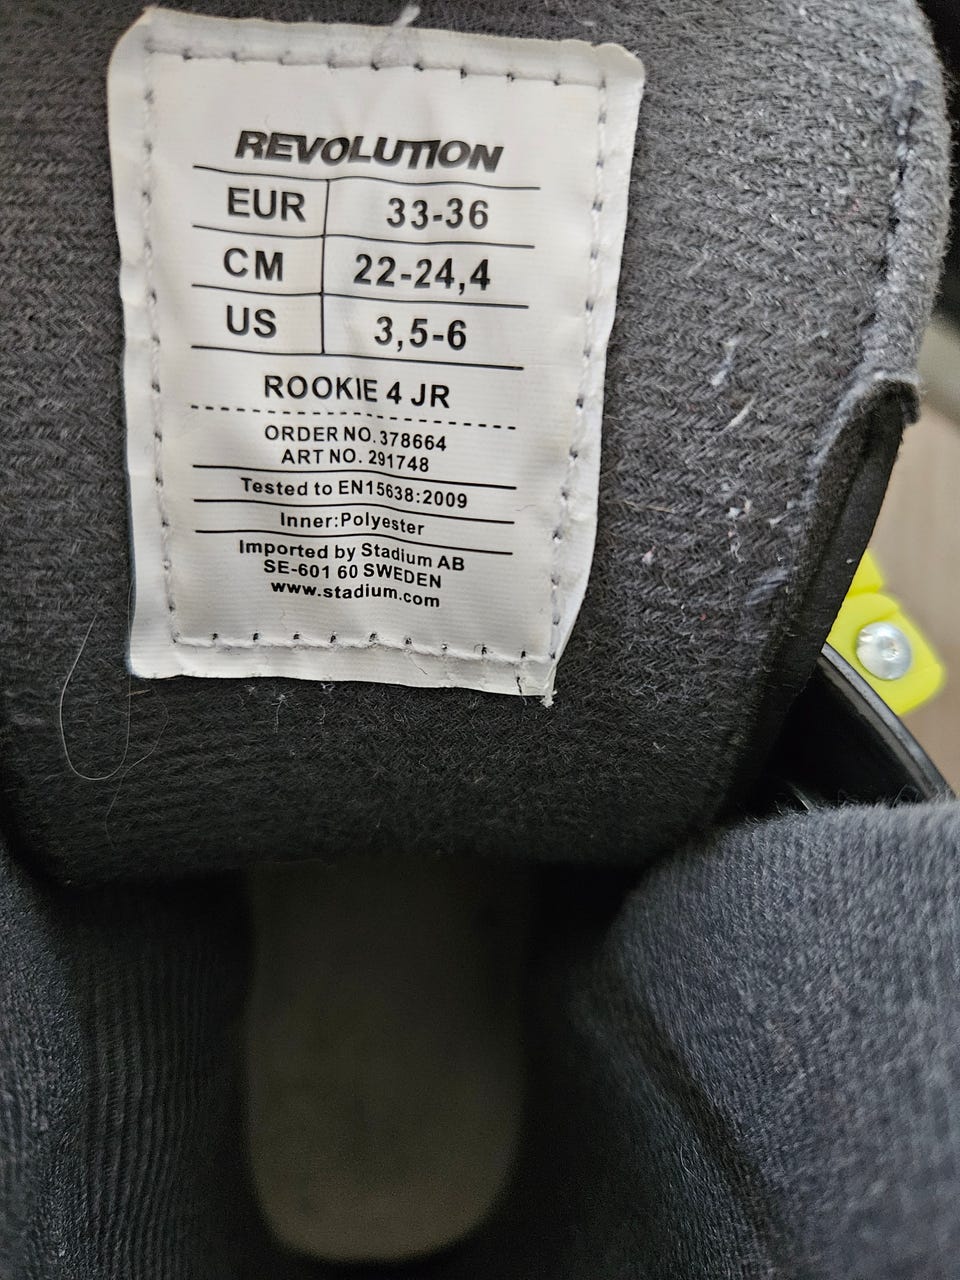 REVOLUTION
EUR 33-36
CM 22-24,4
US 3,5-6
ROOKIE 4 JR
ORDER NO. 378664
ART NO. 291748
Tested to EN15638:2009
Inner:Polyester
Imported by Stadium AB
SE-601 60 SWEDEN
www.stadium.com